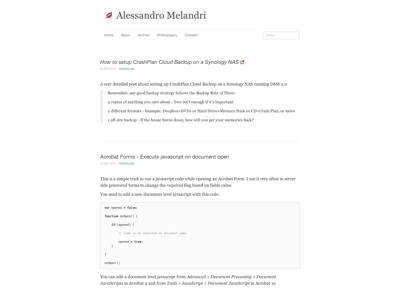 Alessandro Melandri
Home About Archive Photography Contact
How to setup CrashPlan Cloud Backup on a Synology NAS
PERMALINK
A very detailed post about setting up CrashPlan Cloud Backup on a Synology NAS running DSM 5.0
Remember, any good backup strategy follows the Backup Rule of Three.
3 copies of anything you care about - Two isn't enough if it's important.
2 different formats - Example: Dropbox+DVDs or Hard Drive+Memory Stick or CD+Crash Plan, or more
1 off-site backup - If the house burns down, how will you get your memories back?
Acrobat Forms - Execute javascript on document open
PERMALINK
This is a simple trick to run a javascript code while opening an Acrobat Form. I use it very often in server
side generated forms to change the required flag based on fields value.
You need to add a new document level javascript with this code:
var opened = false;
function onOpen() {
if(!opened) {
// Code to be executed on document open
opened = true;
}
}
onOpen();
You can add a document level javascript from Advanced > Document Processing > Document
JavaScripts in Acrobat 9 and from Tools > JavaScript > Document JavaScript in Acrobat 10